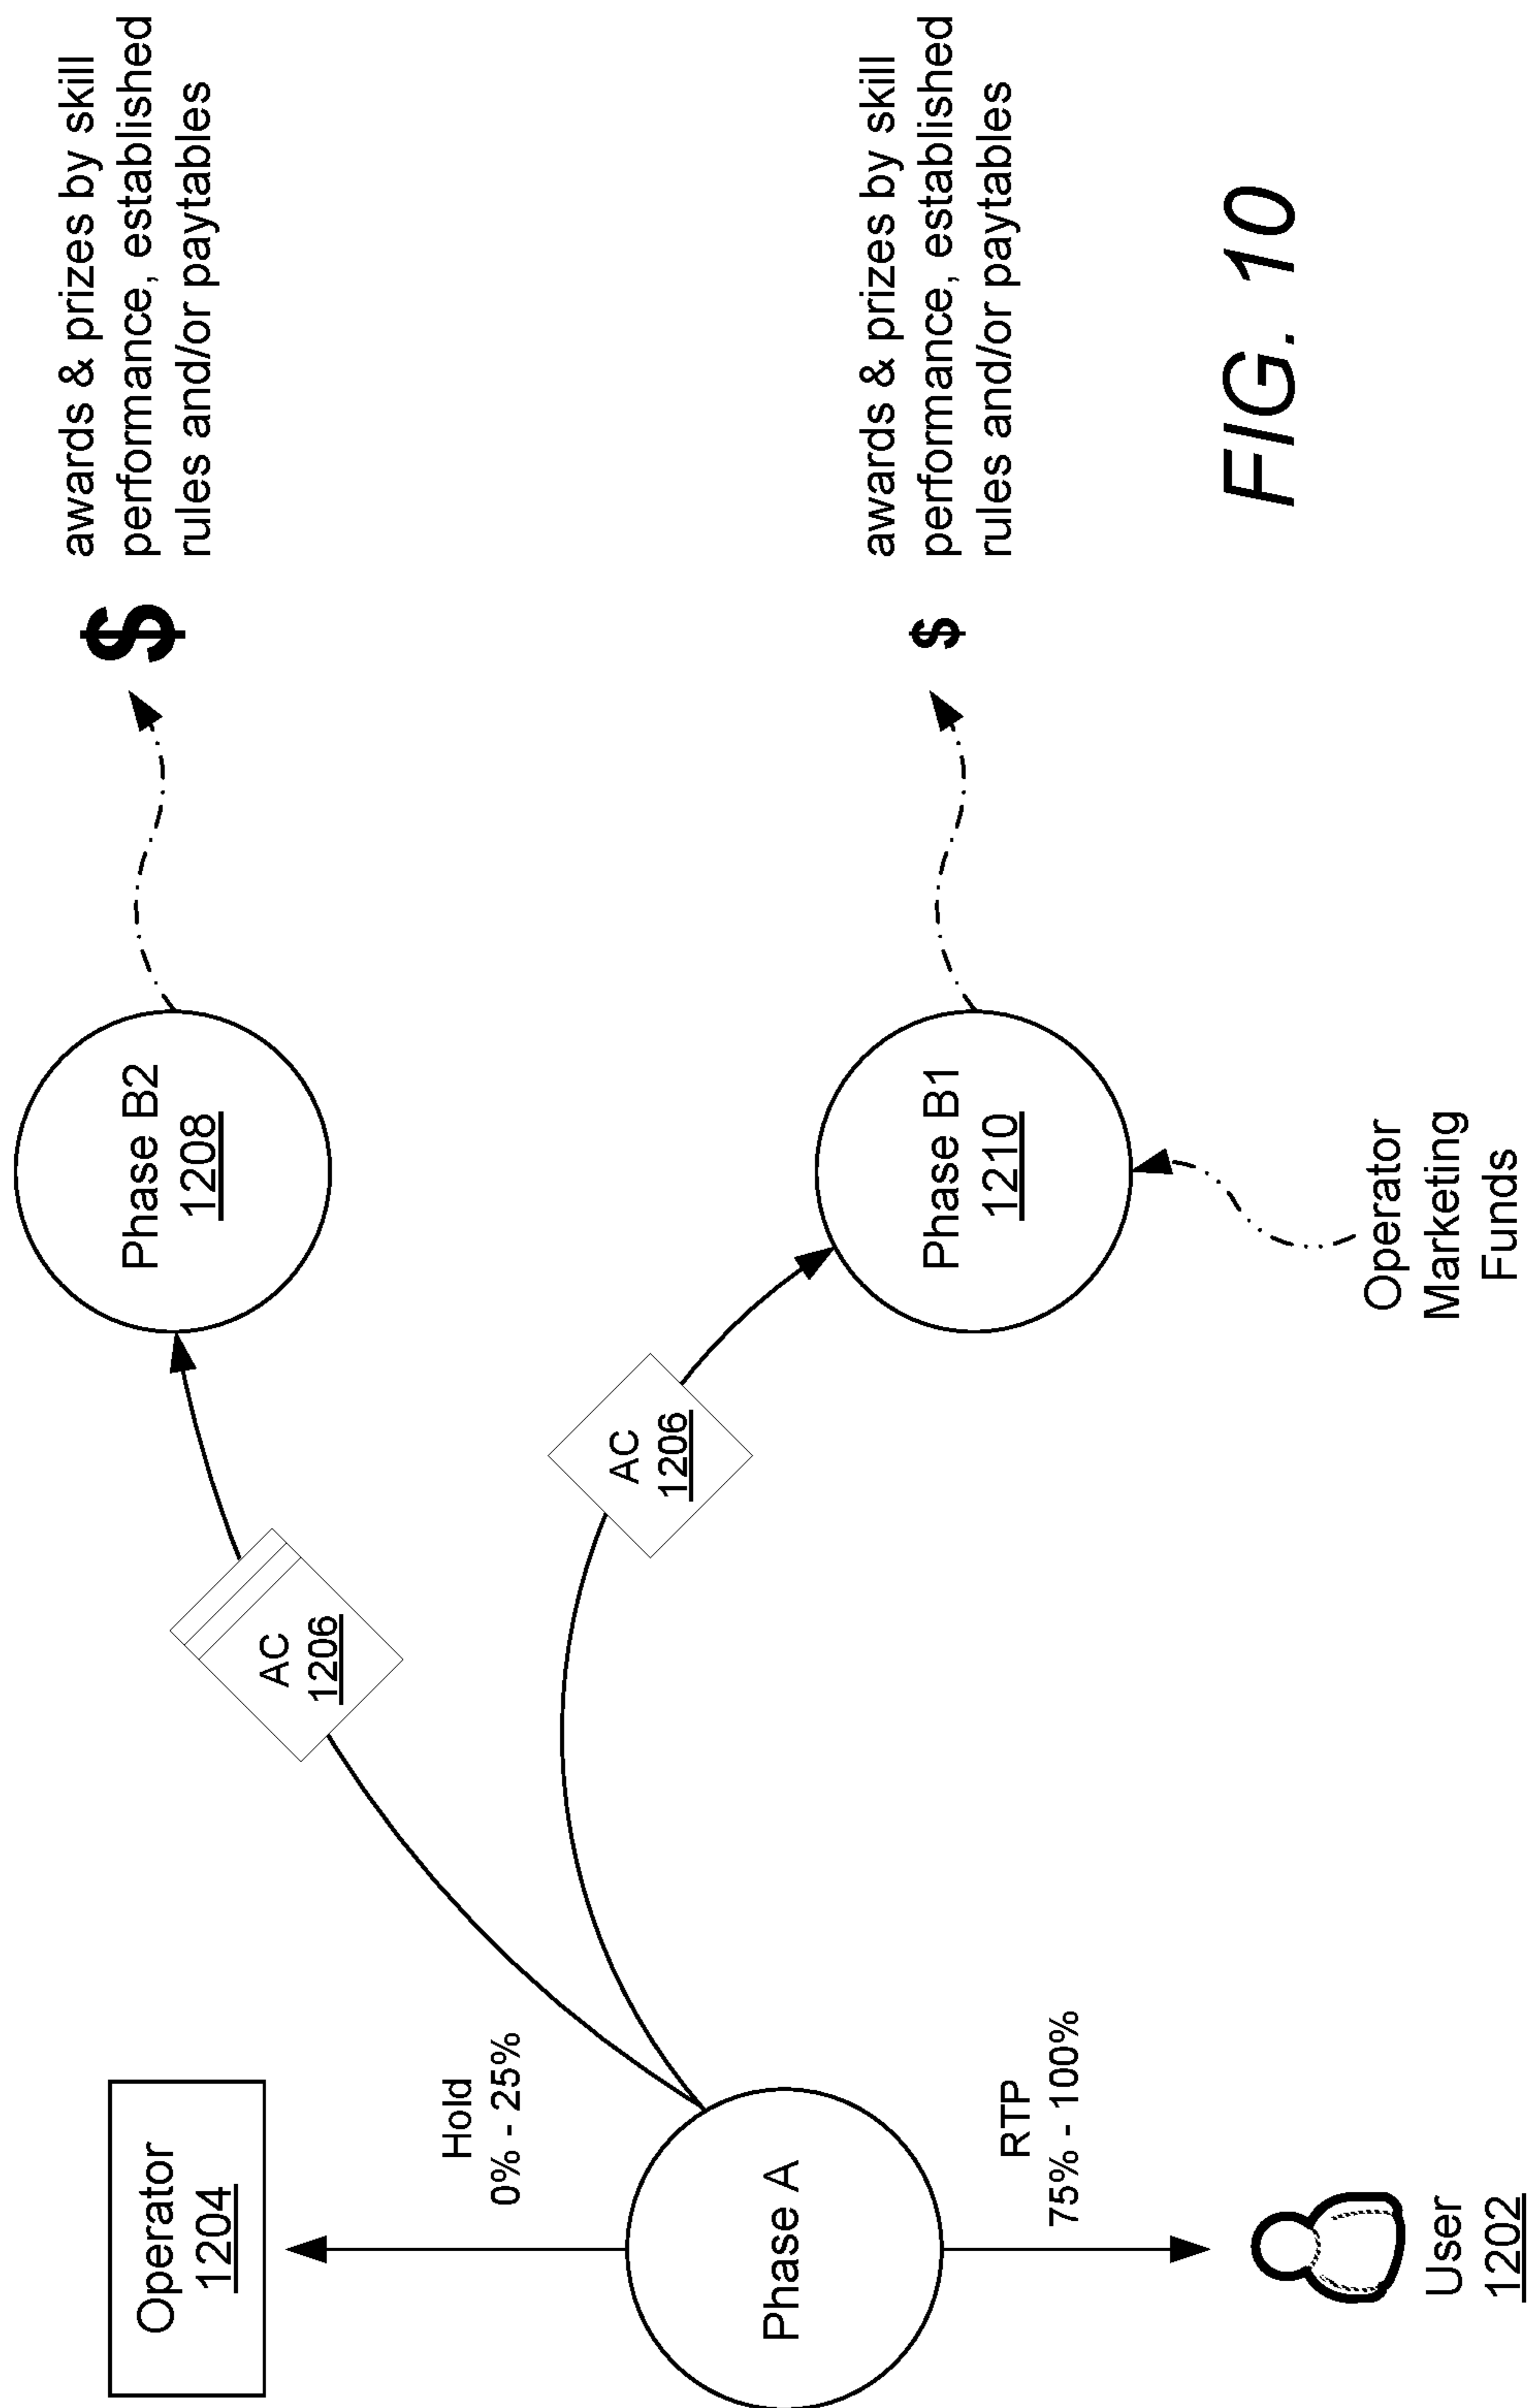 Operator
1204
Hold
0% - 25%
Phase A
RTP
75% - 100%
User
1202
AC
1206
AC
1206
Phase B2
1208
Phase B1
1210
Operator
Marketing
Funds
$
awards & prizes by skill
performance, established
rules and/or paytables
$
awards & prizes by skill
performance, established
rules and/or paytables
FIG. 10